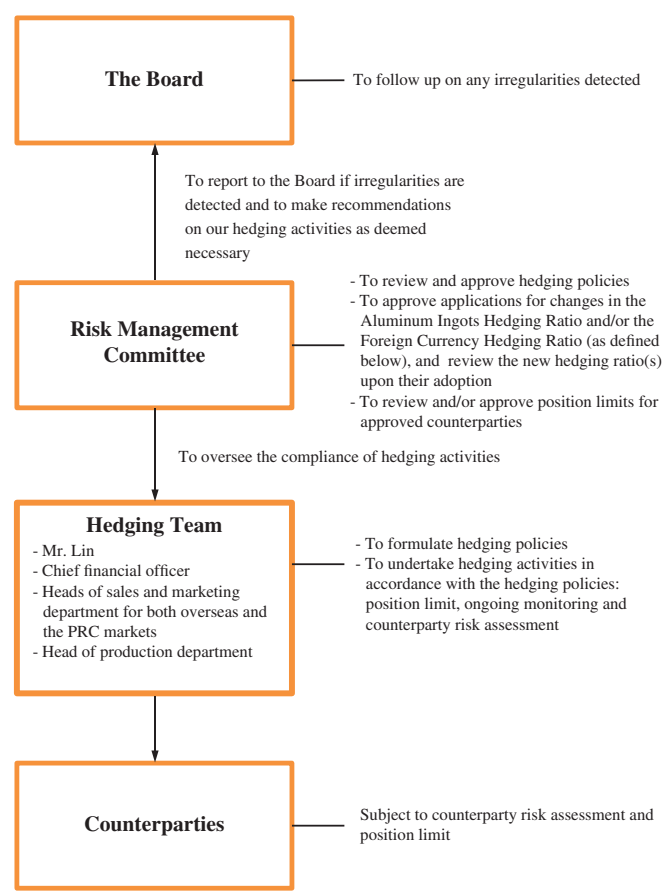 The Board
To follow up on any irregularities detected
To report to the Board if irregularities are
detected and to make recommendations
on our hedging activities as deemed
necessary
Risk Management
Committee
- To review and approve hedging policies
- To approve applications for changes in the
Aluminum Ingots Hedging Ratio and/or the
Foreign Currency Hedging Ratio (as defined
below), and review the new hedging ratio(s)
upon their adoption
- To review and/or approve position limits for
approved counterparties
To oversee the compliance of hedging activities
Hedging Team
- Mr. Lin
- Chief financial officer
- Heads of sales and marketing
department for both overseas and
the PRC markets
- Head of production department
- To formulate hedging policies
- To undertake hedging activities in
accordance with the hedging policies:
position limit, ongoing monitoring and
counterparty risk assessment
Counterparties
Subject to counterparty risk assessment and
position limit